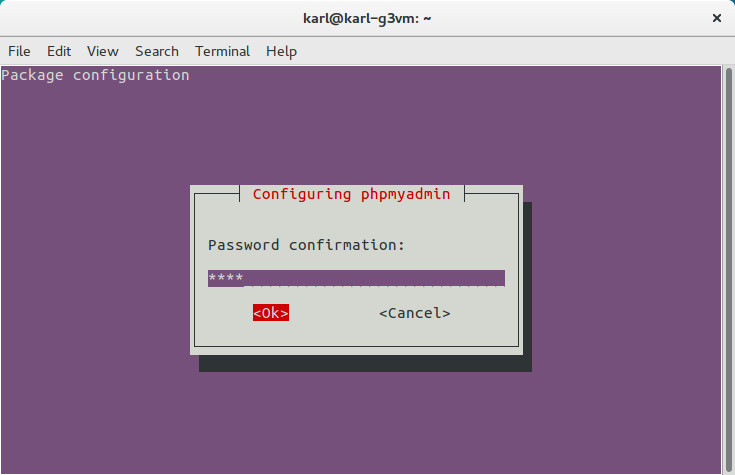 karl@karl-g3vm: ~
File Edit View Search Terminal Help
Package configuration
Configuring phpmyadmin
Password confirmation:
****
<Ok> <Cancel>